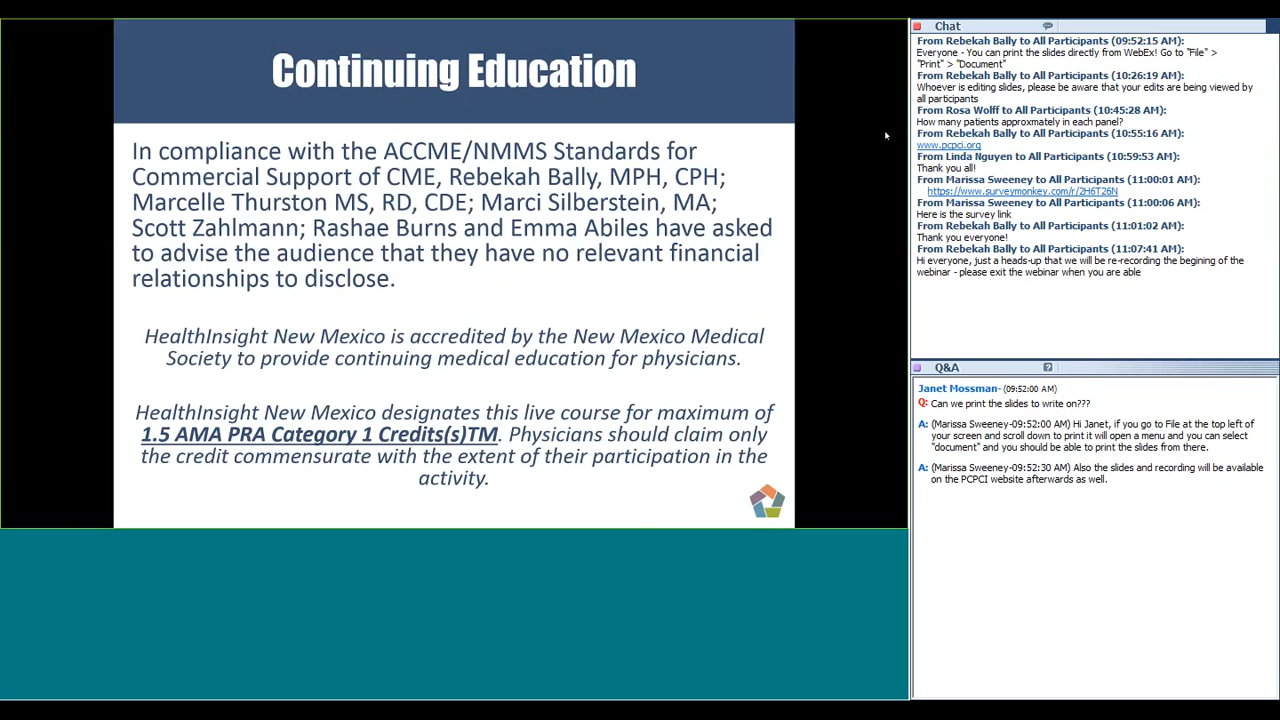 Continuing Education
In compliance with the ACCME/NMMS Standards for
Commercial Support of CME, Rebekah Bally, MPH, CPH;
Marcelle Thurston MS, RD, CDE; Marci Silberstein, MA;
Scott Zahlmann; Rashae Burns and Emma Abiles have asked
to advise the audience that they have no relevant financial
relationships to disclose.
HealthInsight New Mexico is accredited by the New Mexico Medical
Society to provide continuing medical education for physicians.
HealthInsight New Mexico designates this live course for maximum of
1.5 AMA PRA Category 1 Credits(s)TM. Physicians should claim only
the credit commensurate with the extent of their participation in the
activity.
Chat
From Rebekah Bally to All Participants (09:52:15 AM):
Everyone - You can print the slides directly from WebEx! Go to "File" >
"Print" > "Document"
From Rebekah Bally to All Participants (10:26:19 AM):
Whoever is editing slides, please be aware that your edits are being viewed by
all participants
From Rosa Wolff to All Participants (10:45:28 AM):
How many patients approxmately in each panel?
From Rebekah Bally to All Participants (10:55:16 AM):
www.pcpci.org
From Linda Nguyen to All Participants (10:59:53 AM):
Thank you all!
From Marissa Sweeney to All Participants (11:00:01 AM):
https://www.surveymonkey.com/r/2H6T26N
From Marissa Sweeney to All Participants (11:00:06 AM):
Here is the survey link
From Rebekah Bally to All Participants (11:01:02 AM):
Thank you everyone!
From Rebekah Bally to All Participants (11:07:41 AM):
Hi everyone, just a heads-up that we will be re-recording the begining of the
webinar - please exit the webinar when you are able
Q&A
Janet Mossman- (09:52:00 AM)
Q: Can we print the slides to write on???
A: (Marissa Sweeney-09:52:00 AM) Hi Janet, if you go to File at the top left of
your screen and scroll down to print it will open a menu and you can select
"document" and you should be able to print the slides from there.
A: (Marissa Sweeney-09:52:30 AM) Also the slides and recording will be available
on the PCPCI website afterwards as well.